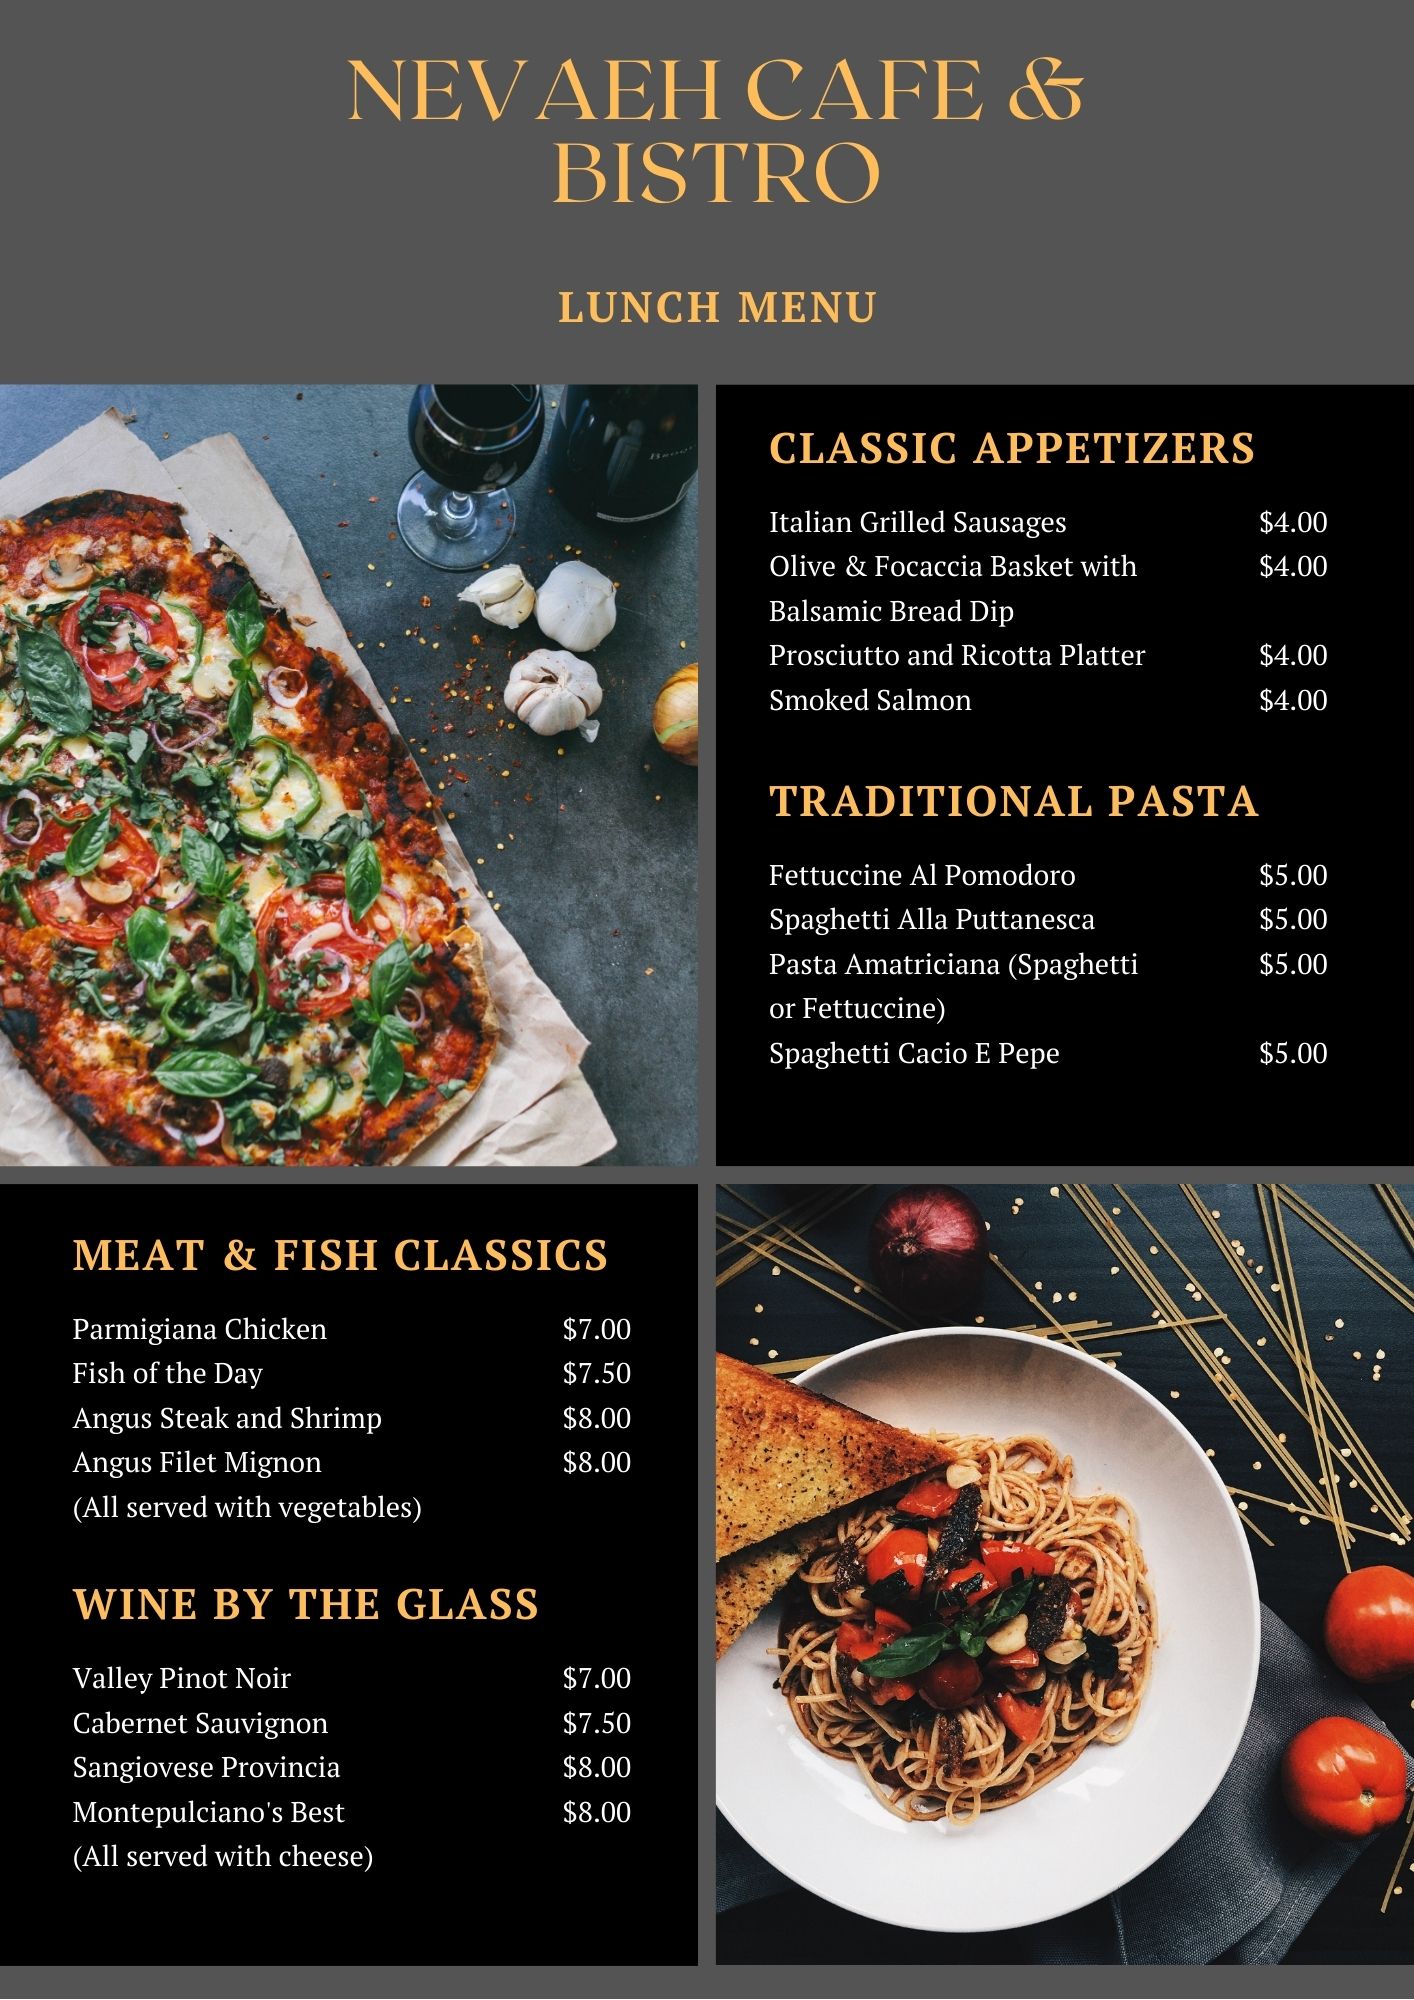 NEVAEH CAFE &
BISTRO
LUNCH MENU
CLASSIC APPETIZERS
Italian Grilled Sausages $4.00
Olive & Focaccia Basket with $4.00
Balsamic Bread Dip
Prosciutto and Ricotta Platter $4.00
Smoked Salmon $4.00
TRADITIONAL PASTA
Fettuccine Al Pomodoro $5.00
Spaghetti Alla Puttanesca $5.00
Pasta Amatriciana (Spaghetti $5.00
or Fettuccine)
Spaghetti Cacio E Pepe $5.00
MEAT & FISH CLASSICS
Parmigiana Chicken $7.00
Fish of the Day $7.50
Angus Steak and Shrimp $8.00
Angus Filet Mignon $8.00
(All served with vegetables)
WINE BY THE GLASS
Valley Pinot Noir $7.00
Cabernet Sauvignon $7.50
Sangiovese Provincia $8.00
Montepulciano's Best $8.00
(All served with cheese)